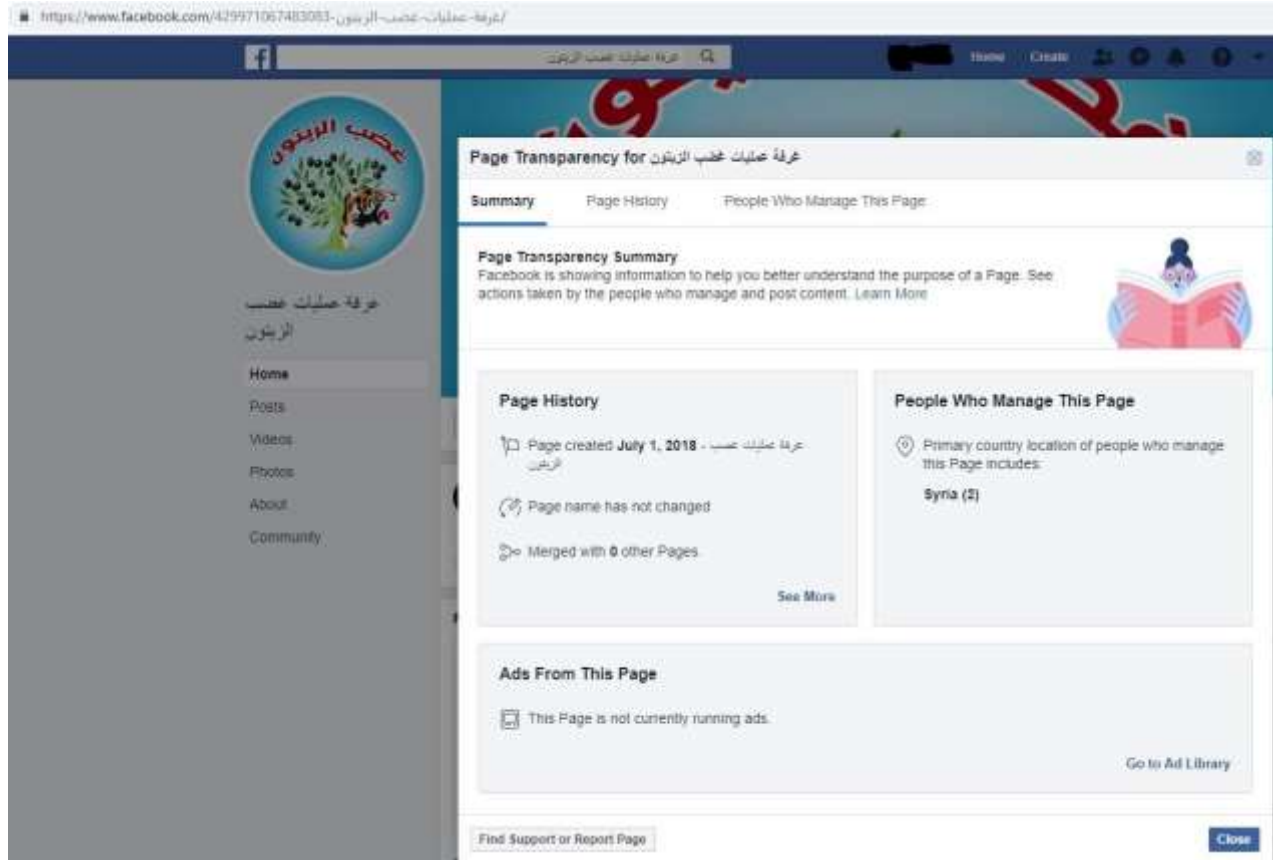 https://www.facebook.com/429971067483083-غرفة-عمليات-غضب-الزيتون/
غرفة عمليات غضب الزيتون
Home
Create
غضب الزيتون
غرفة عمليات غضب
الزيتون
Home
Posts
Videos
Photos
About
Community
Page Transparency for غرفة عمليات غضب الزيتون
Summary
Page History
People Who Manage This Page
Page Transparency Summary
Facebook is showing information to help you better understand the purpose of a Page. See
actions taken by the people who manage and post content. Learn More
Page History
Page created July 1, 2018 - غرفة عمليات غضب
الزيتون
Page name has not changed
Merged with 0 other Pages
See More
People Who Manage This Page
Primary country location of people who manage
this Page includes:
Syria (2)
Ads From This Page
This Page is not currently running ads.
Go to Ad Library
Find Support or Report Page
Close